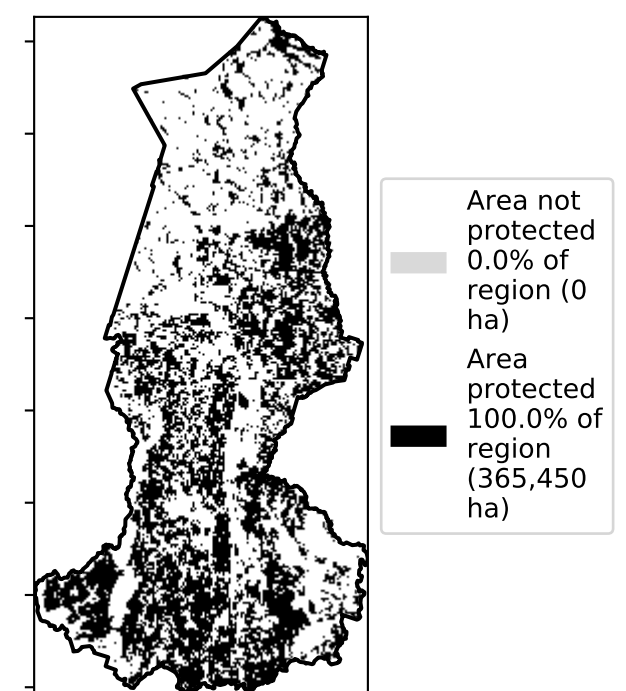 Area not
protected
0.0% of
region (0
ha)
Area
protected
100.0% of
region
(365,450
ha)